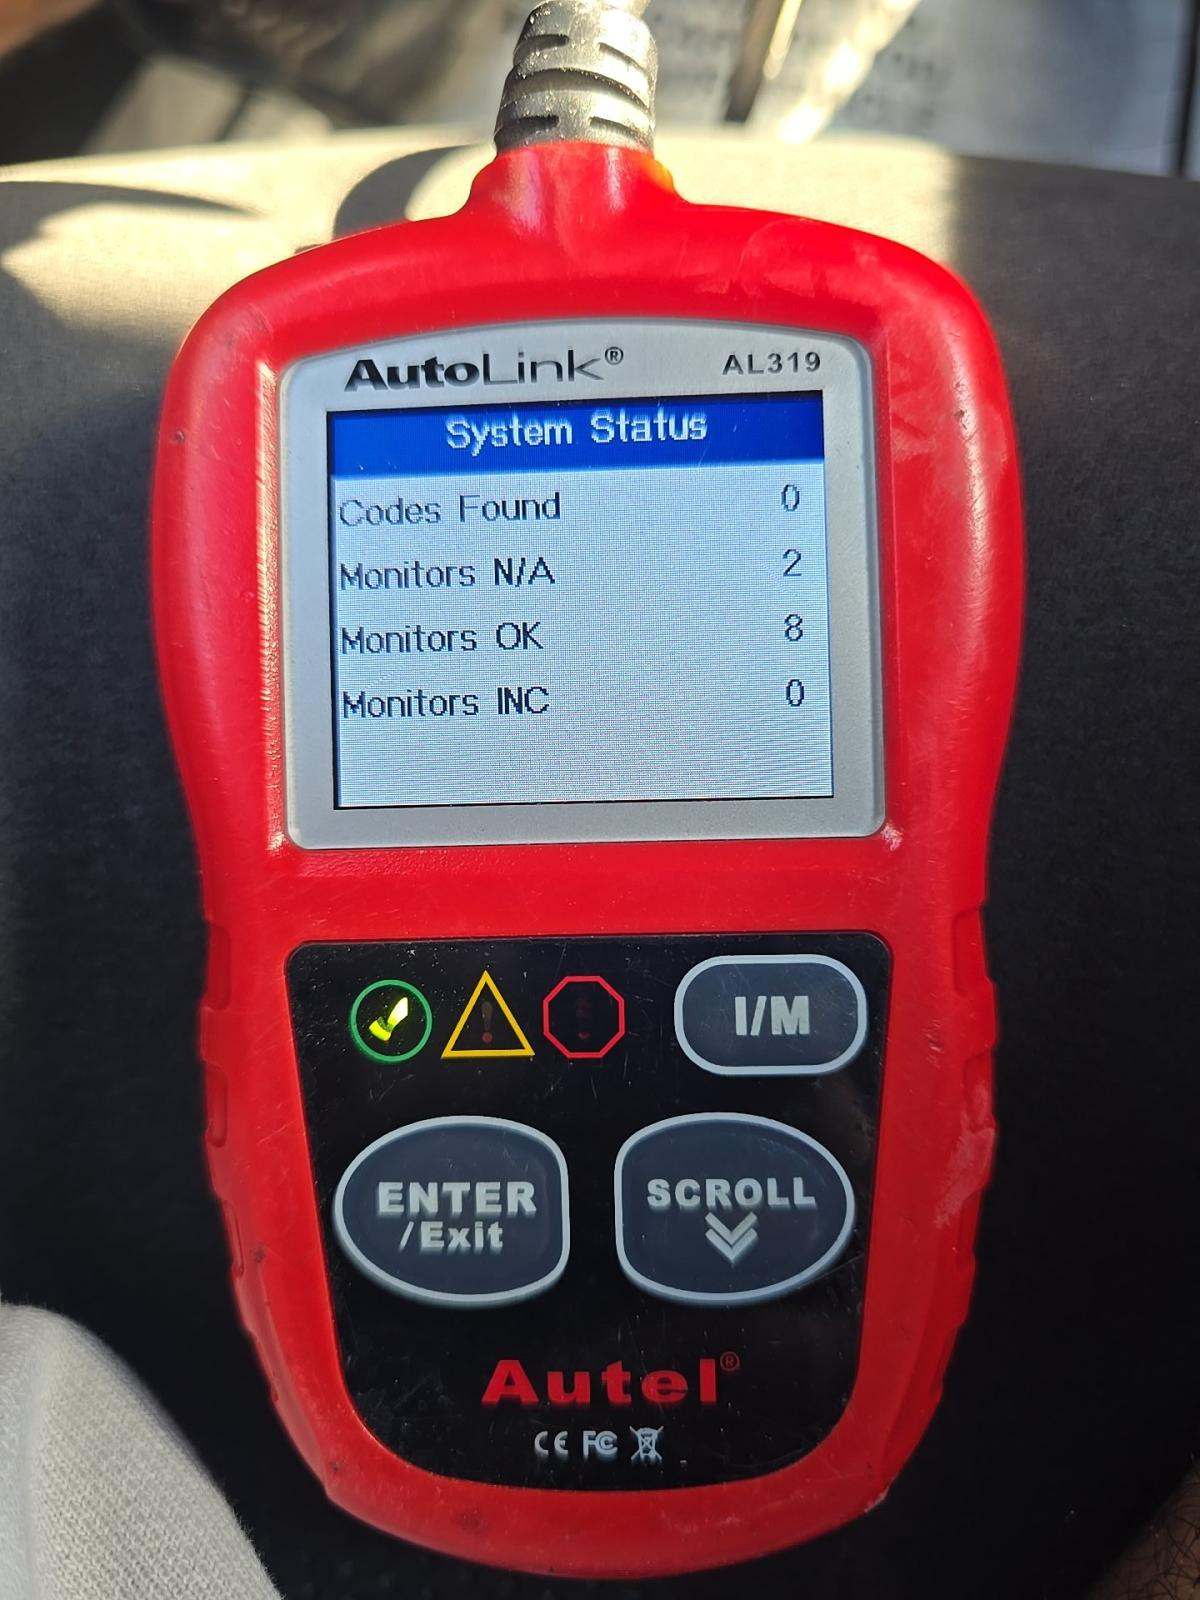 AutoLink® AL319
System Status
Codes Found 0
Monitors N/A 2
Monitors OK 8
Monitors INC 0
I/M
ENTER
/Exit
SCROLL
Autel®
CE FC